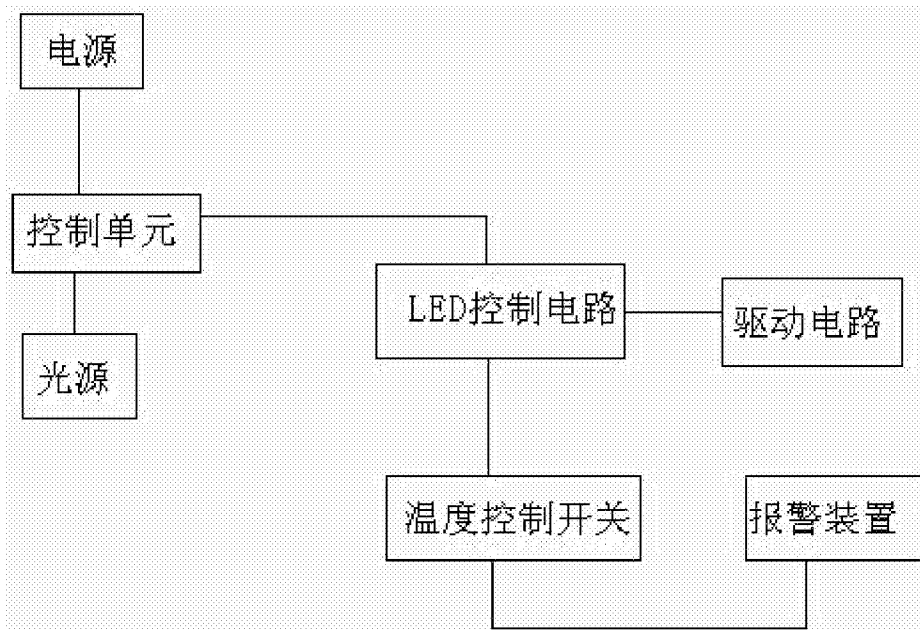 电源
控制单元
LED控制电路
驱动电路
光源
温度控制开关
报警装置